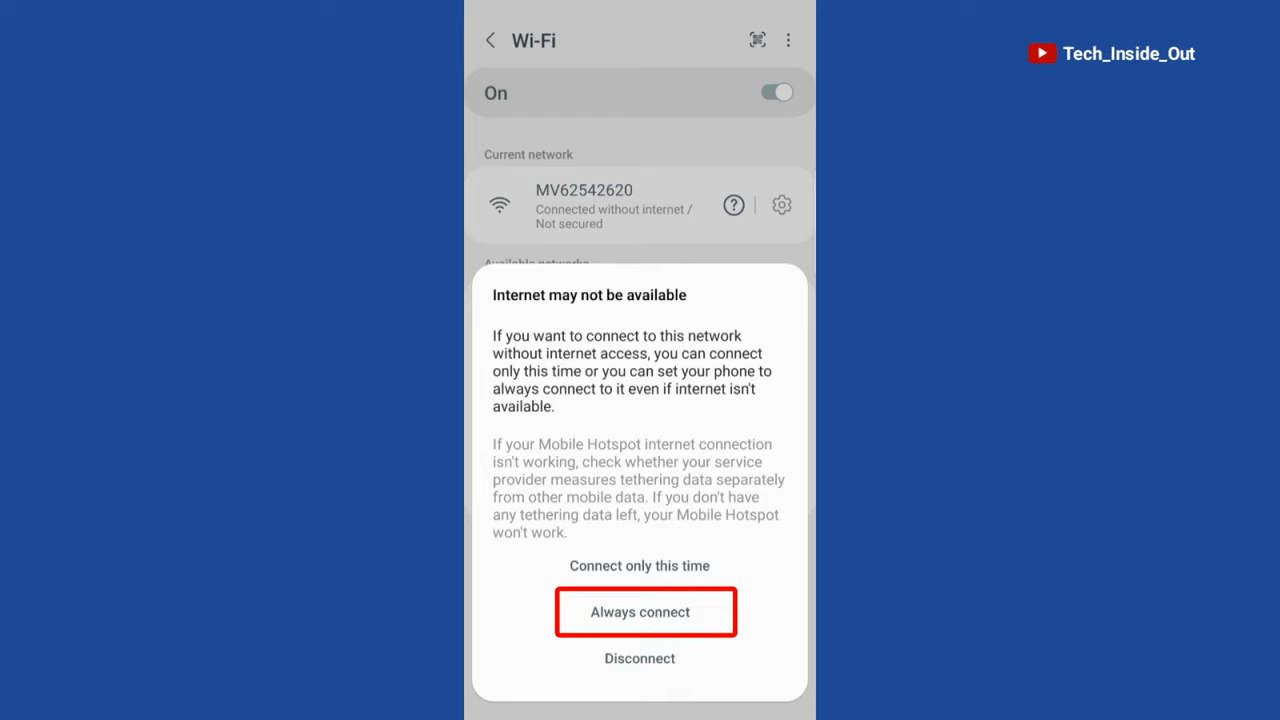 Wi-Fi
Tech_Inside_Out
On
Current network
MV62542620
Connected without internet /
Not secured
Available networks
Internet may not be available
If you want to connect to this network
without internet access, you can connect
only this time or you can set your phone to
always connect to it even if internet isn't
available.
If your Mobile Hotspot internet connection
isn't working, check whether your service
provider measures tethering data separately
from other mobile data. If you don't have
any tethering data left, your Mobile Hotspot
won't work.
Connect only this time
Always connect
Disconnect